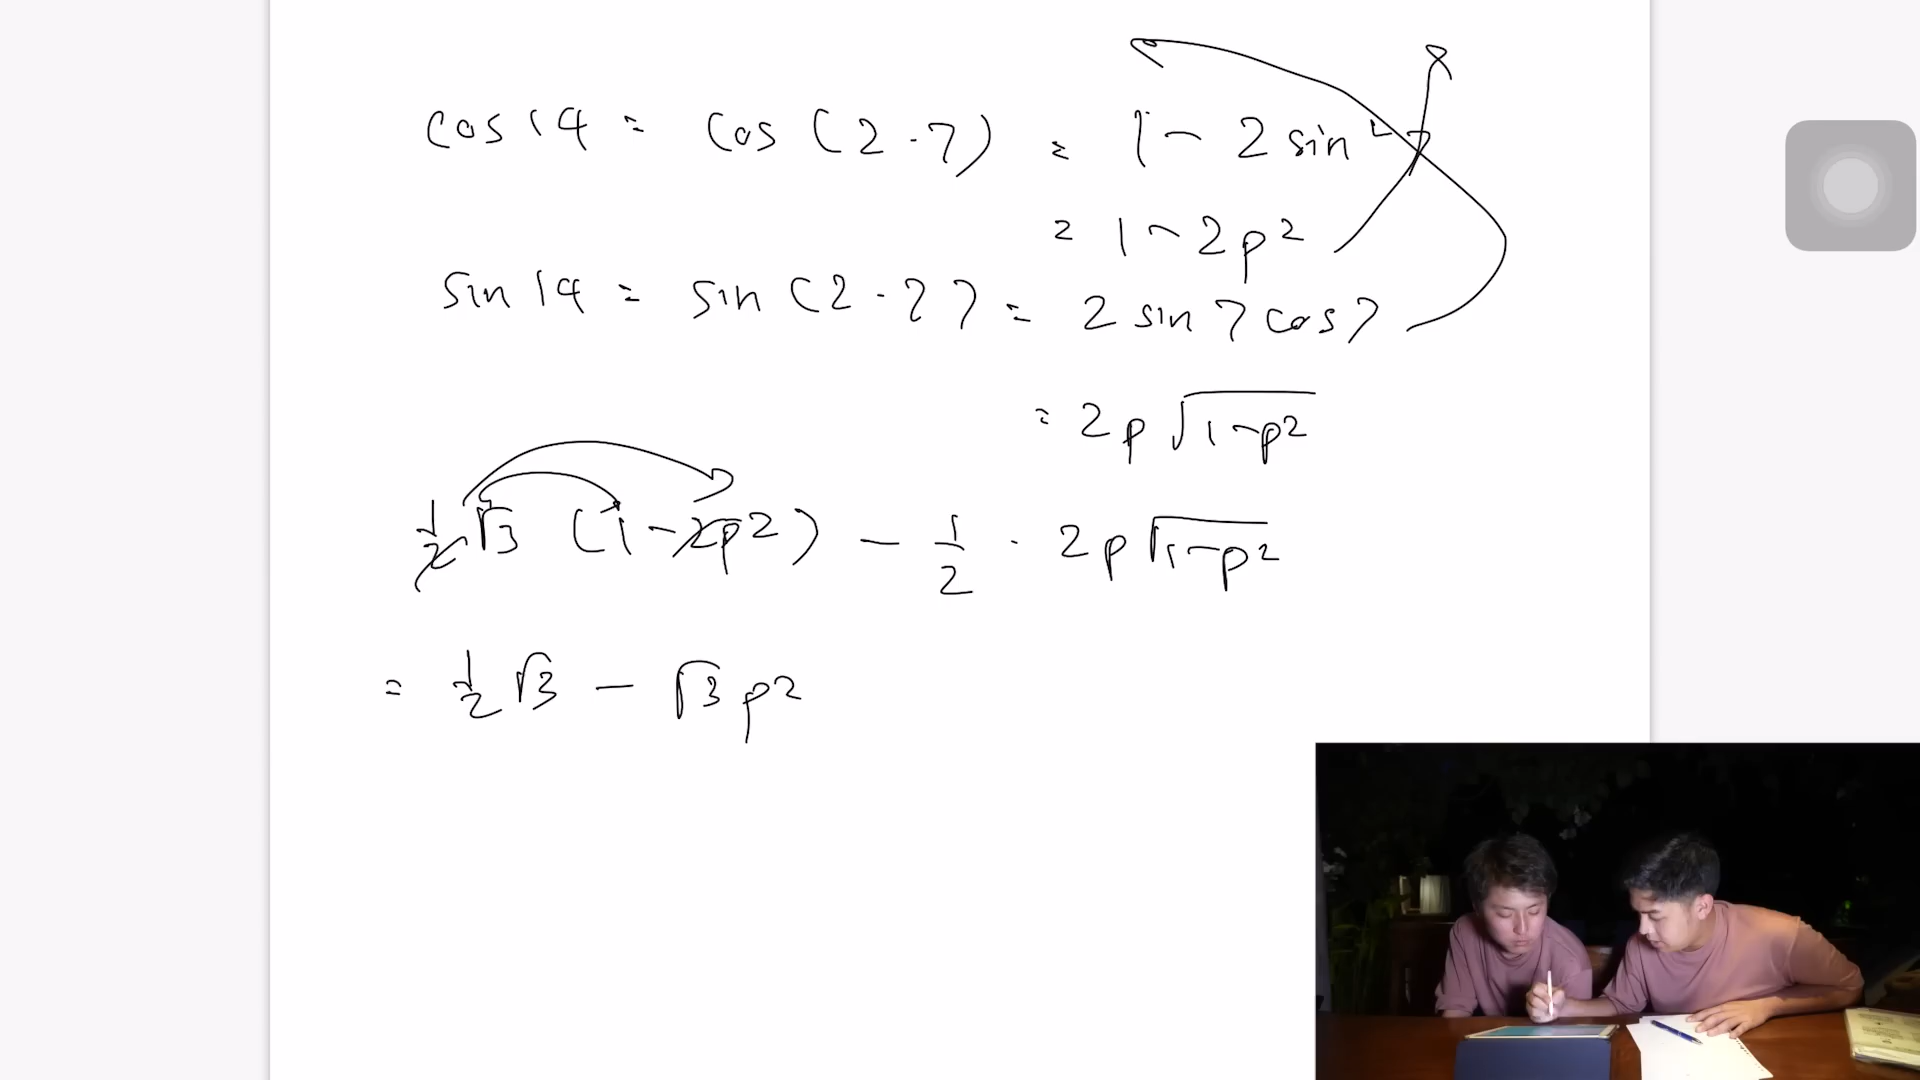 cos 14 = cos (2·7) = 1 - 2 sin² 7
= 1 - 2p²
sin 14 = sin (2·7) = 2 sin 7 cos 7
= 2p √(1-p²)
1/2 √3 (1 - 2p²) - 1/2 · 2p √(1-p²)
= 1/2 √3 - √3 p²